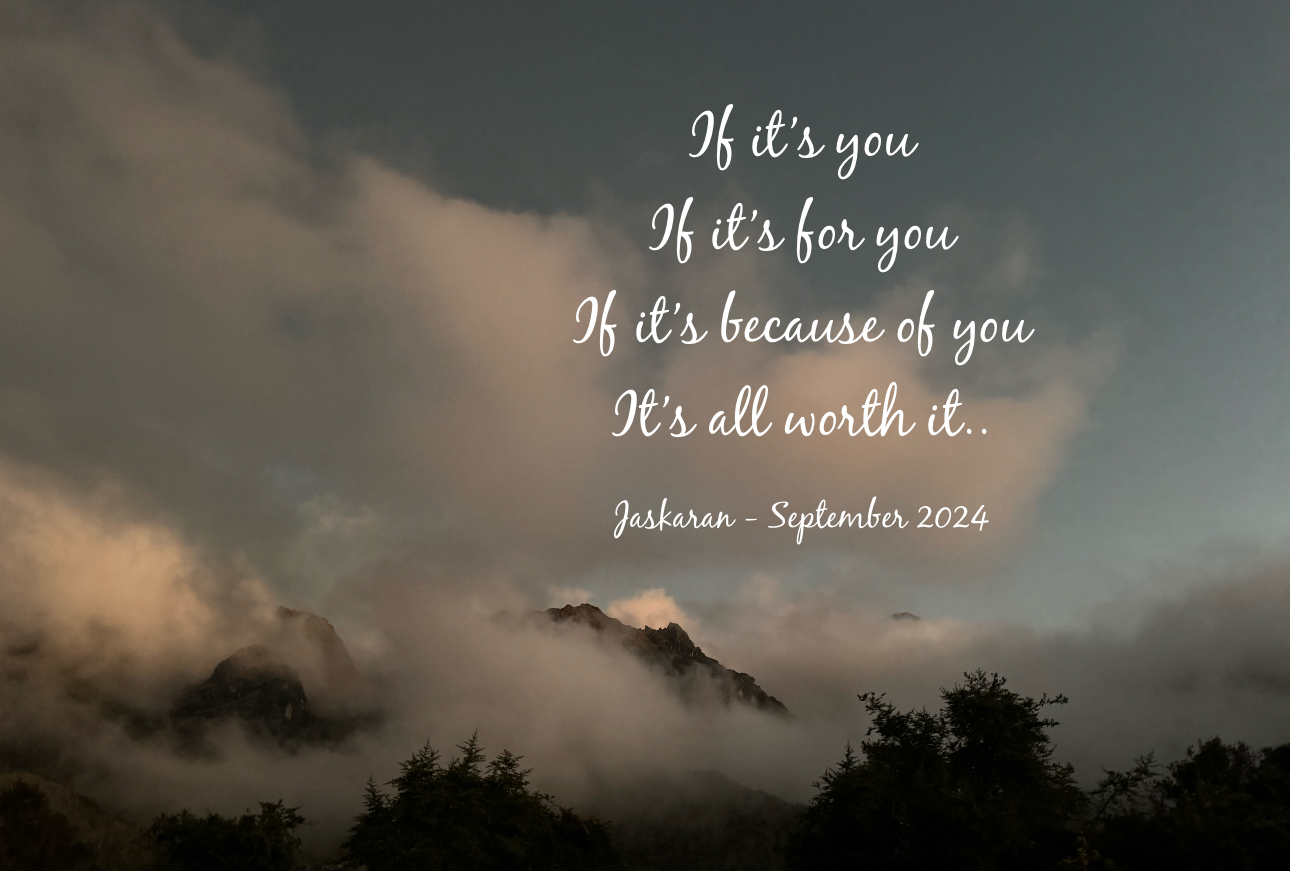 If it's you
If it's for you
If it's because of you
It's all worth it..
Jaskaran - September 2024